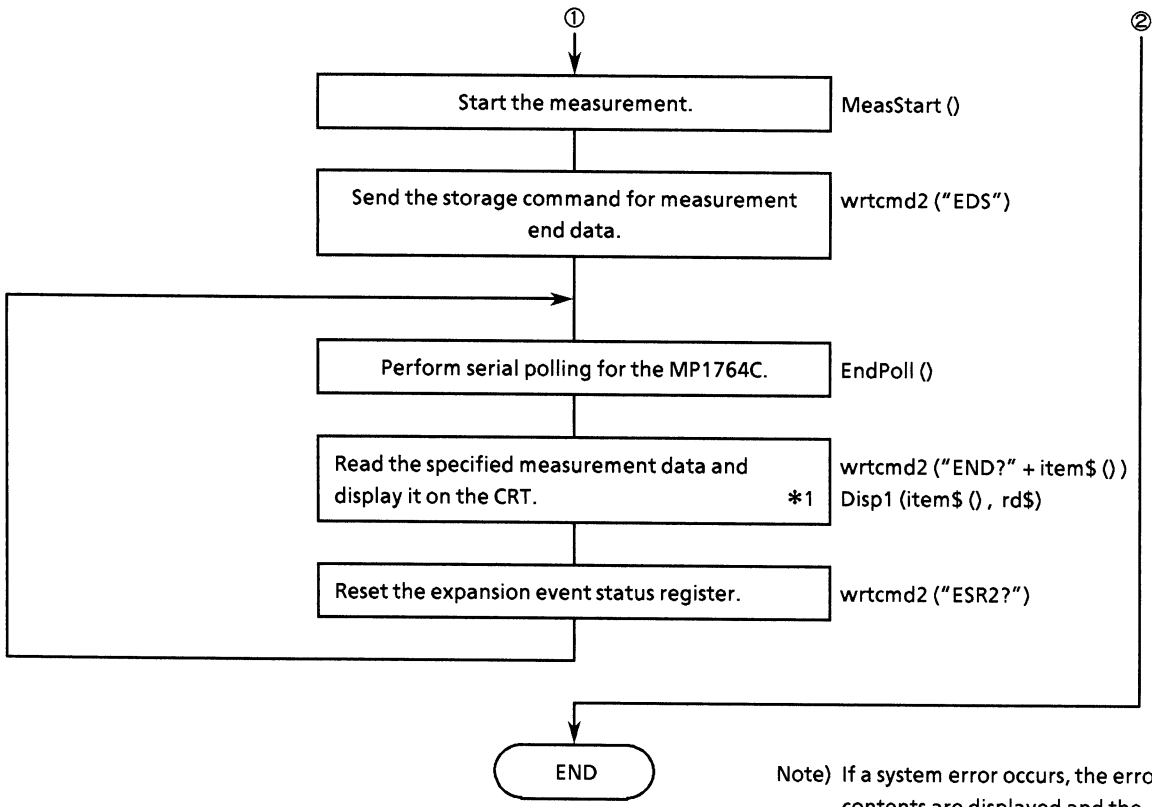 ① ②
Start the measurement. MeasStart ()
Send the storage command for measurement wrtcmd2 ("EDS")
end data.
Perform serial polling for the MP1764C. EndPoll ()
Read the specified measurement data and wrtcmd2 ("END?" + item$ ())
display it on the CRT. *1 Disp1 (item$ () , rd$)
Reset the expansion event status register. wrtcmd2 ("ESR2?")
END
Note) If a system error occurs, the erro
contents are displayed and the